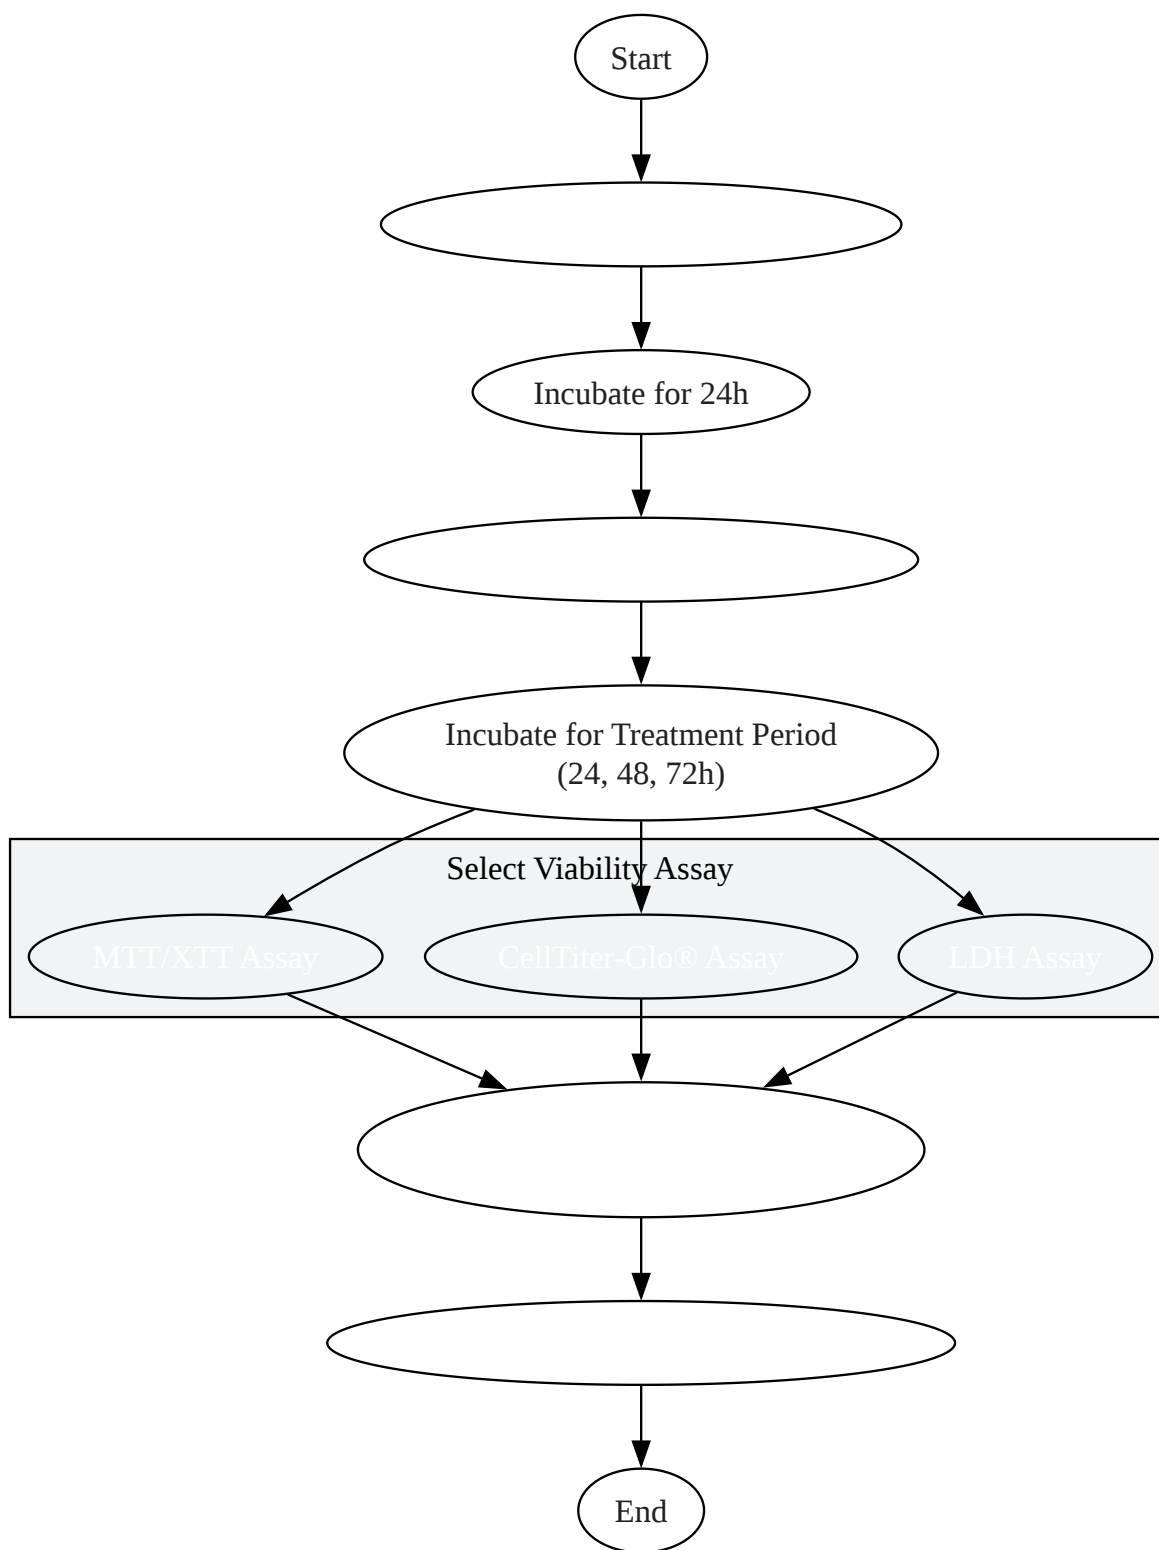 Start
Incubate for 24h
Incubate for Treatment Period
(24, 48, 72h)
Select Viability Assay
MTT/XTT Assay
CellTiter-Glo® Assay
LDH Assay
End